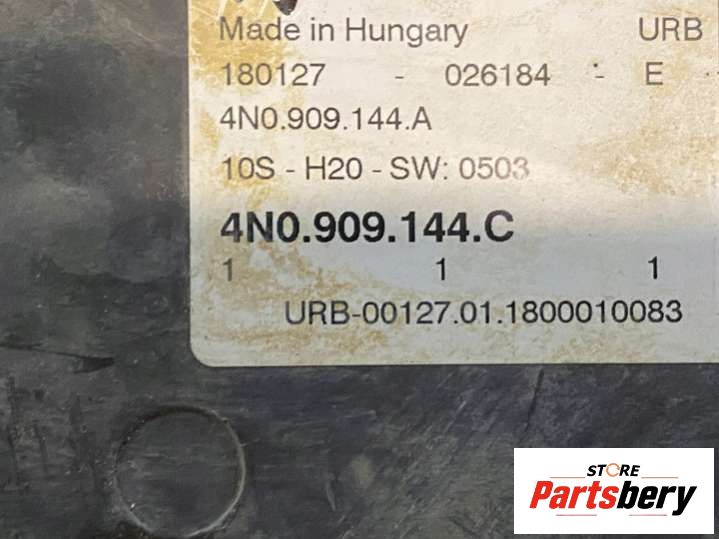 Made in Hungary URB
180127 - 026184 - E
4N0.909.144.A
10S - H20 - SW: 0503
4N0.909.144.C
1 1 1
URB-00127.01.1800010083
STORE
Partsbery